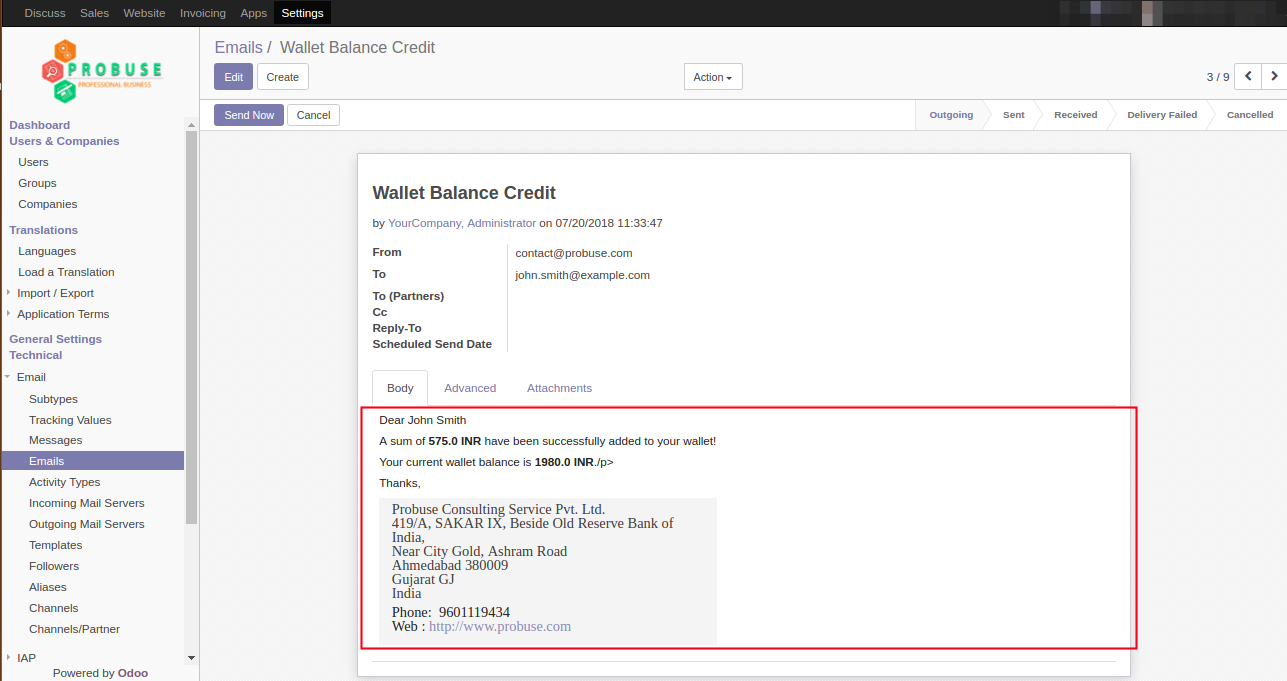 Discuss Sales Website Invoicing Apps Settings
PROBUSE
PROFESSIONAL BUSINESS
Emails / Wallet Balance Credit
Edit Create Action 3 / 9
Send Now Cancel Outgoing Sent Received Delivery Failed Cancelled
Dashboard
Users & Companies
Users
Groups
Companies
Translations
Languages
Load a Translation
Import / Export
Application Terms
General Settings
Technical
Email
Subtypes
Tracking Values
Messages
Emails
Activity Types
Incoming Mail Servers
Outgoing Mail Servers
Templates
Followers
Aliases
Channels
Channels/Partner
IAP
Powered by Odoo
Wallet Balance Credit
by YourCompany, Administrator on 07/20/2018 11:33:47
From contact@probuse.com
To john.smith@example.com
To (Partners)
Cc
Reply-To
Scheduled Send Date
Body Advanced Attachments
Dear John Smith
A sum of 575.0 INR have been successfully added to your wallet!
Your current wallet balance is 1980.0 INR./p>
Thanks,
Probuse Consulting Service Pvt. Ltd.
419/A, SAKAR IX, Beside Old Reserve Bank of
India,
Near City Gold, Ashram Road
Ahmedabad 380009
Gujarat GJ
India
Phone: 9601119434
Web : http://www.probuse.com